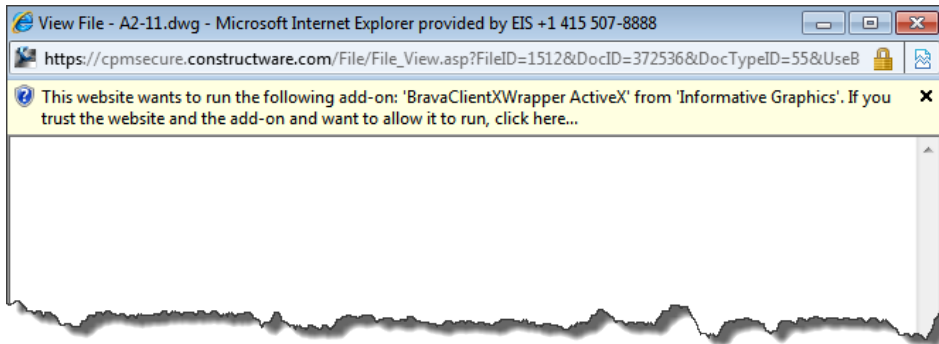 View File - A2-11.dwg - Microsoft Internet Explorer provided by EIS +1 415 507-8888
https://cpmsecure.constructware.com/File/File_View.asp?FileID=1512&DocID=372536&DocTypeID=55&UseB
This website wants to run the following add-on: 'BravaClientXWrapper ActiveX' from 'Informative Graphics'. If you
trust the website and the add-on and want to allow it to run, click here...